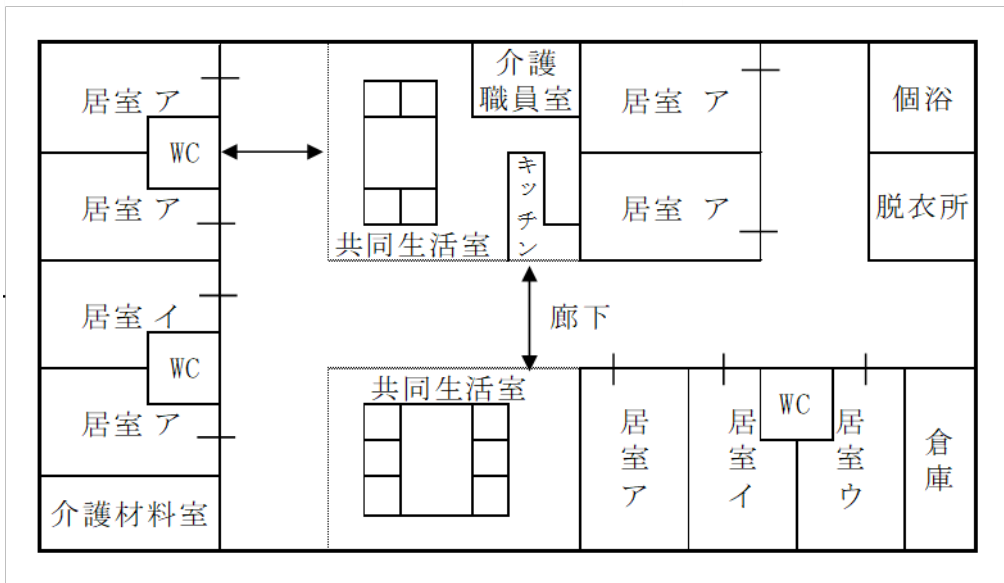 居室 ア
WC
居室 ア
居室 イ
WC
居室 ア
介護材料室
介護
職員室
キッチン
共同生活室
居室 ア
居室 ア
個浴
脱衣所
廊下
共同生活室
居室ア
居室イ
WC
居室ウ
倉庫